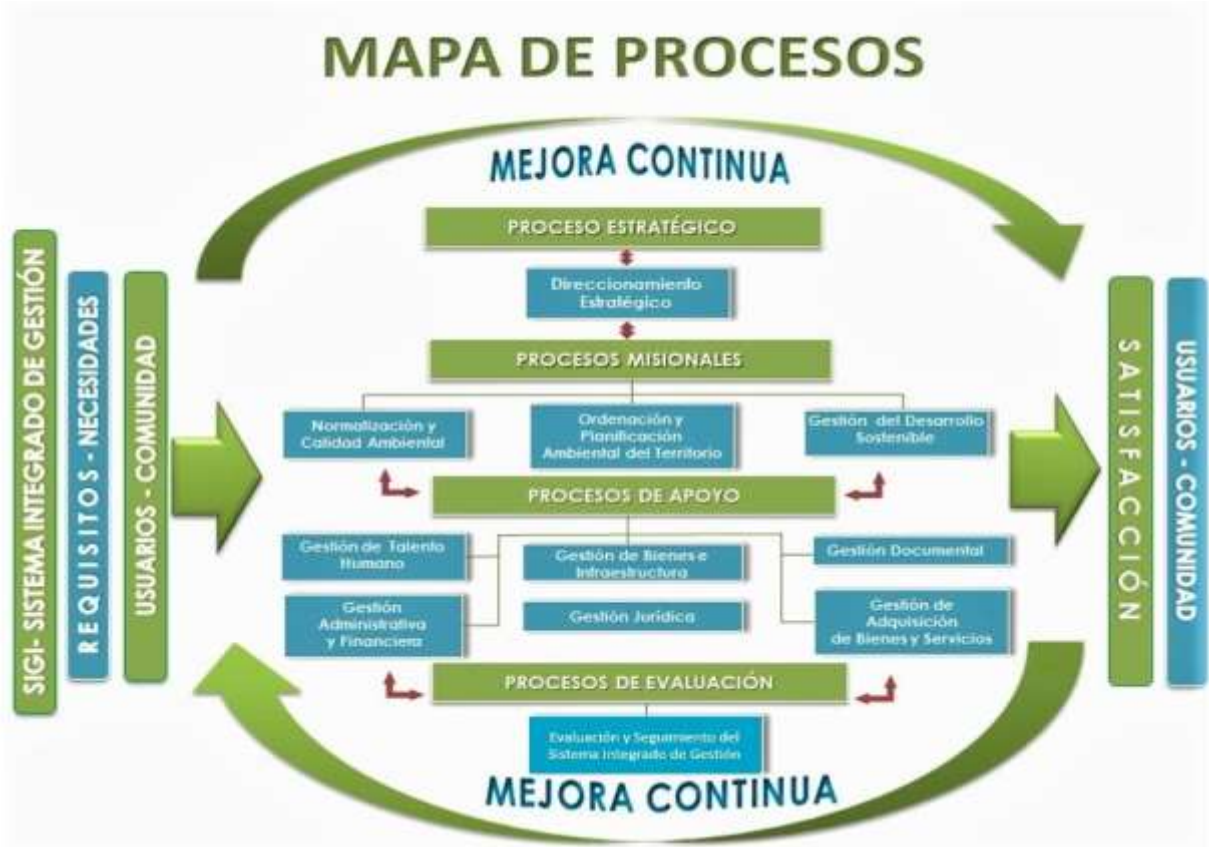 MAPA DE PROCESOS
MEJORA CONTINUA
SIGI- SISTEMA INTEGRADO DE GESTIÓN
REQUISITOS - NECESIDADES
USUARIOS - COMUNIDAD
PROCESO ESTRATÉGICO
Direccionamiento
Estratégico
PROCESOS MISIONALES
Normalización y
Calidad Ambiental
Ordenación y
Planificación
Ambiental del Territorio
Gestión del Desarrollo
Sostenible
PROCESOS DE APOYO
Gestión de Talento
Humano
Gestión de Bienes e
Infraestructura
Gestión Documental
Gestión
Administrativa
y Financiera
Gestión Jurídica
Gestión de
Adquisición
de Bienes y Servicios
PROCESOS DE EVALUACIÓN
Evaluación y Seguimiento del
Sistema Integrado de Gestión
MEJORA CONTINUA
SATISFACCIÓN
USUARIOS - COMUNIDAD